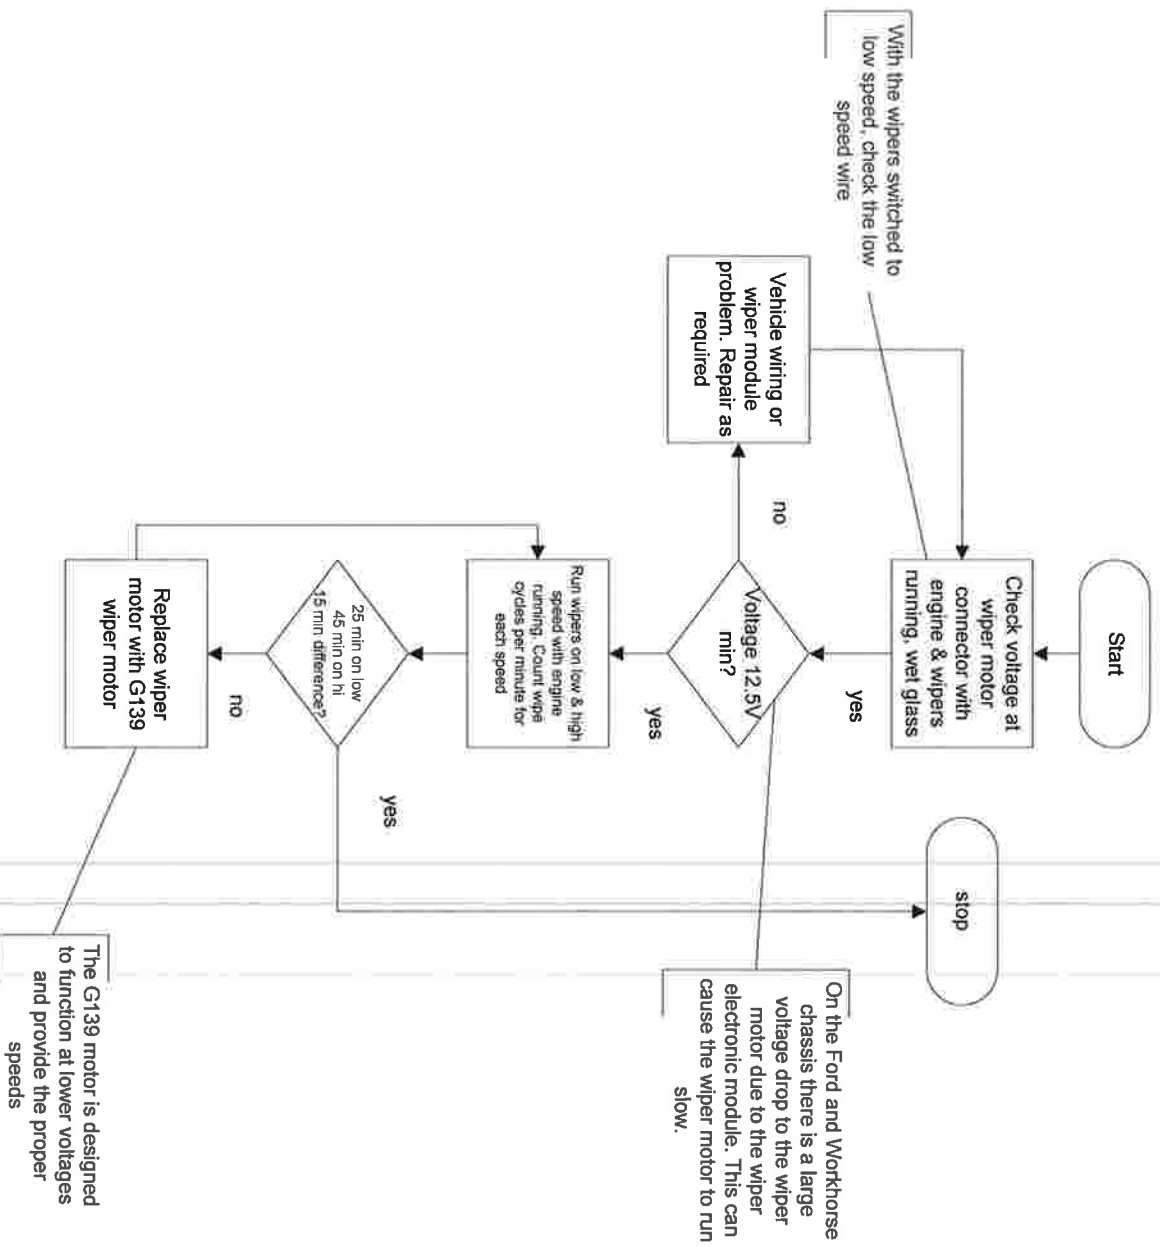 Start
Check voltage at
wiper motor
connector with
engine & wipers
running, wet glass
With the wipers switched to
low speed, check the low
speed wire
yes
Voltage 12.5V
min?
no
Vehicle wiring or
wiper module
problem. Repair as
required
On the Ford and Workhorse
chassis there is a large
voltage drop to the wiper
motor due to the wiper
electronic module. This can
cause the wiper motor to run
slow.
yes
Run wipers on low & high
speed with engine
running. Count wipe
cycles per minute for
each speed
25 min on low
45 min on hi
15 min difference?
yes
stop
no
Replace wiper
motor with G139
wiper motor
The G139 motor is designed
to function at lower voltages
and provide the proper
speeds